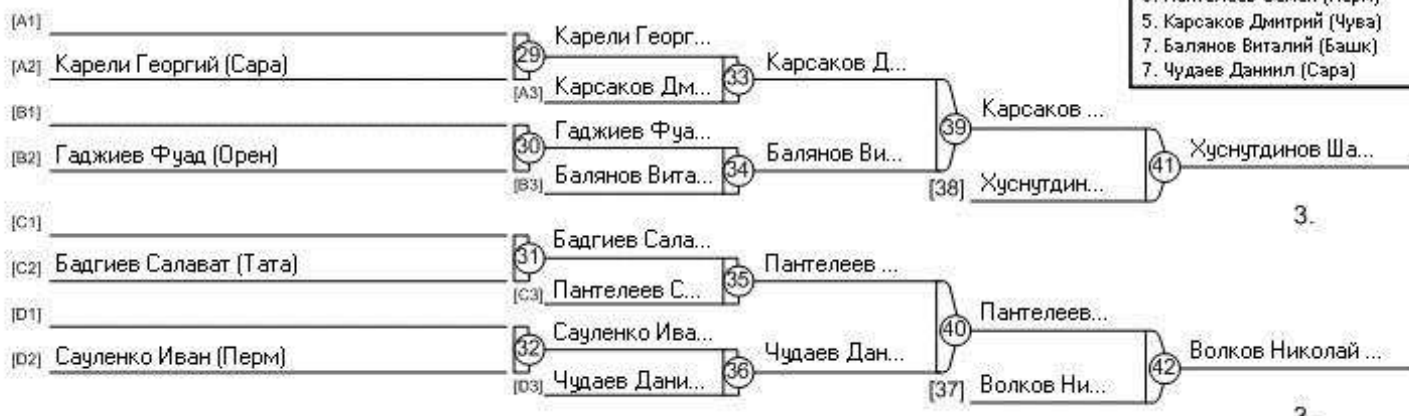 5. Карсаков Дмитрий (Чува)
7. Балянов Виталий (Башк)
7. Чудаев Даниил (Сара)
[A1]
[A2] Карели Георгий (Сара)
29
Карели Георг...
[A3] Карсаков Дм...
33
Карсаков Д...
[B1]
[B2] Гаджиев Фуад (Орен)
30
Гаджиев Фуа...
[B3] Балянов Вита...
34
Балянов Ви...
39
Карсаков ...
[38] Хуснутдин...
41
Хуснутдинов Ша...
3.
[C1]
[C2] Бадгиев Салават (Тата)
31
Бадгиев Сала...
[C3] Пантелеев С...
35
Пантелеев ...
[D1]
[D2] Сауленко Иван (Перм)
32
Сауленко Ива...
[D3] Чудаев Дани...
36
Чудаев Дан...
40
Пантелеев...
[37] Волков Ни...
42
Волков Николай ...